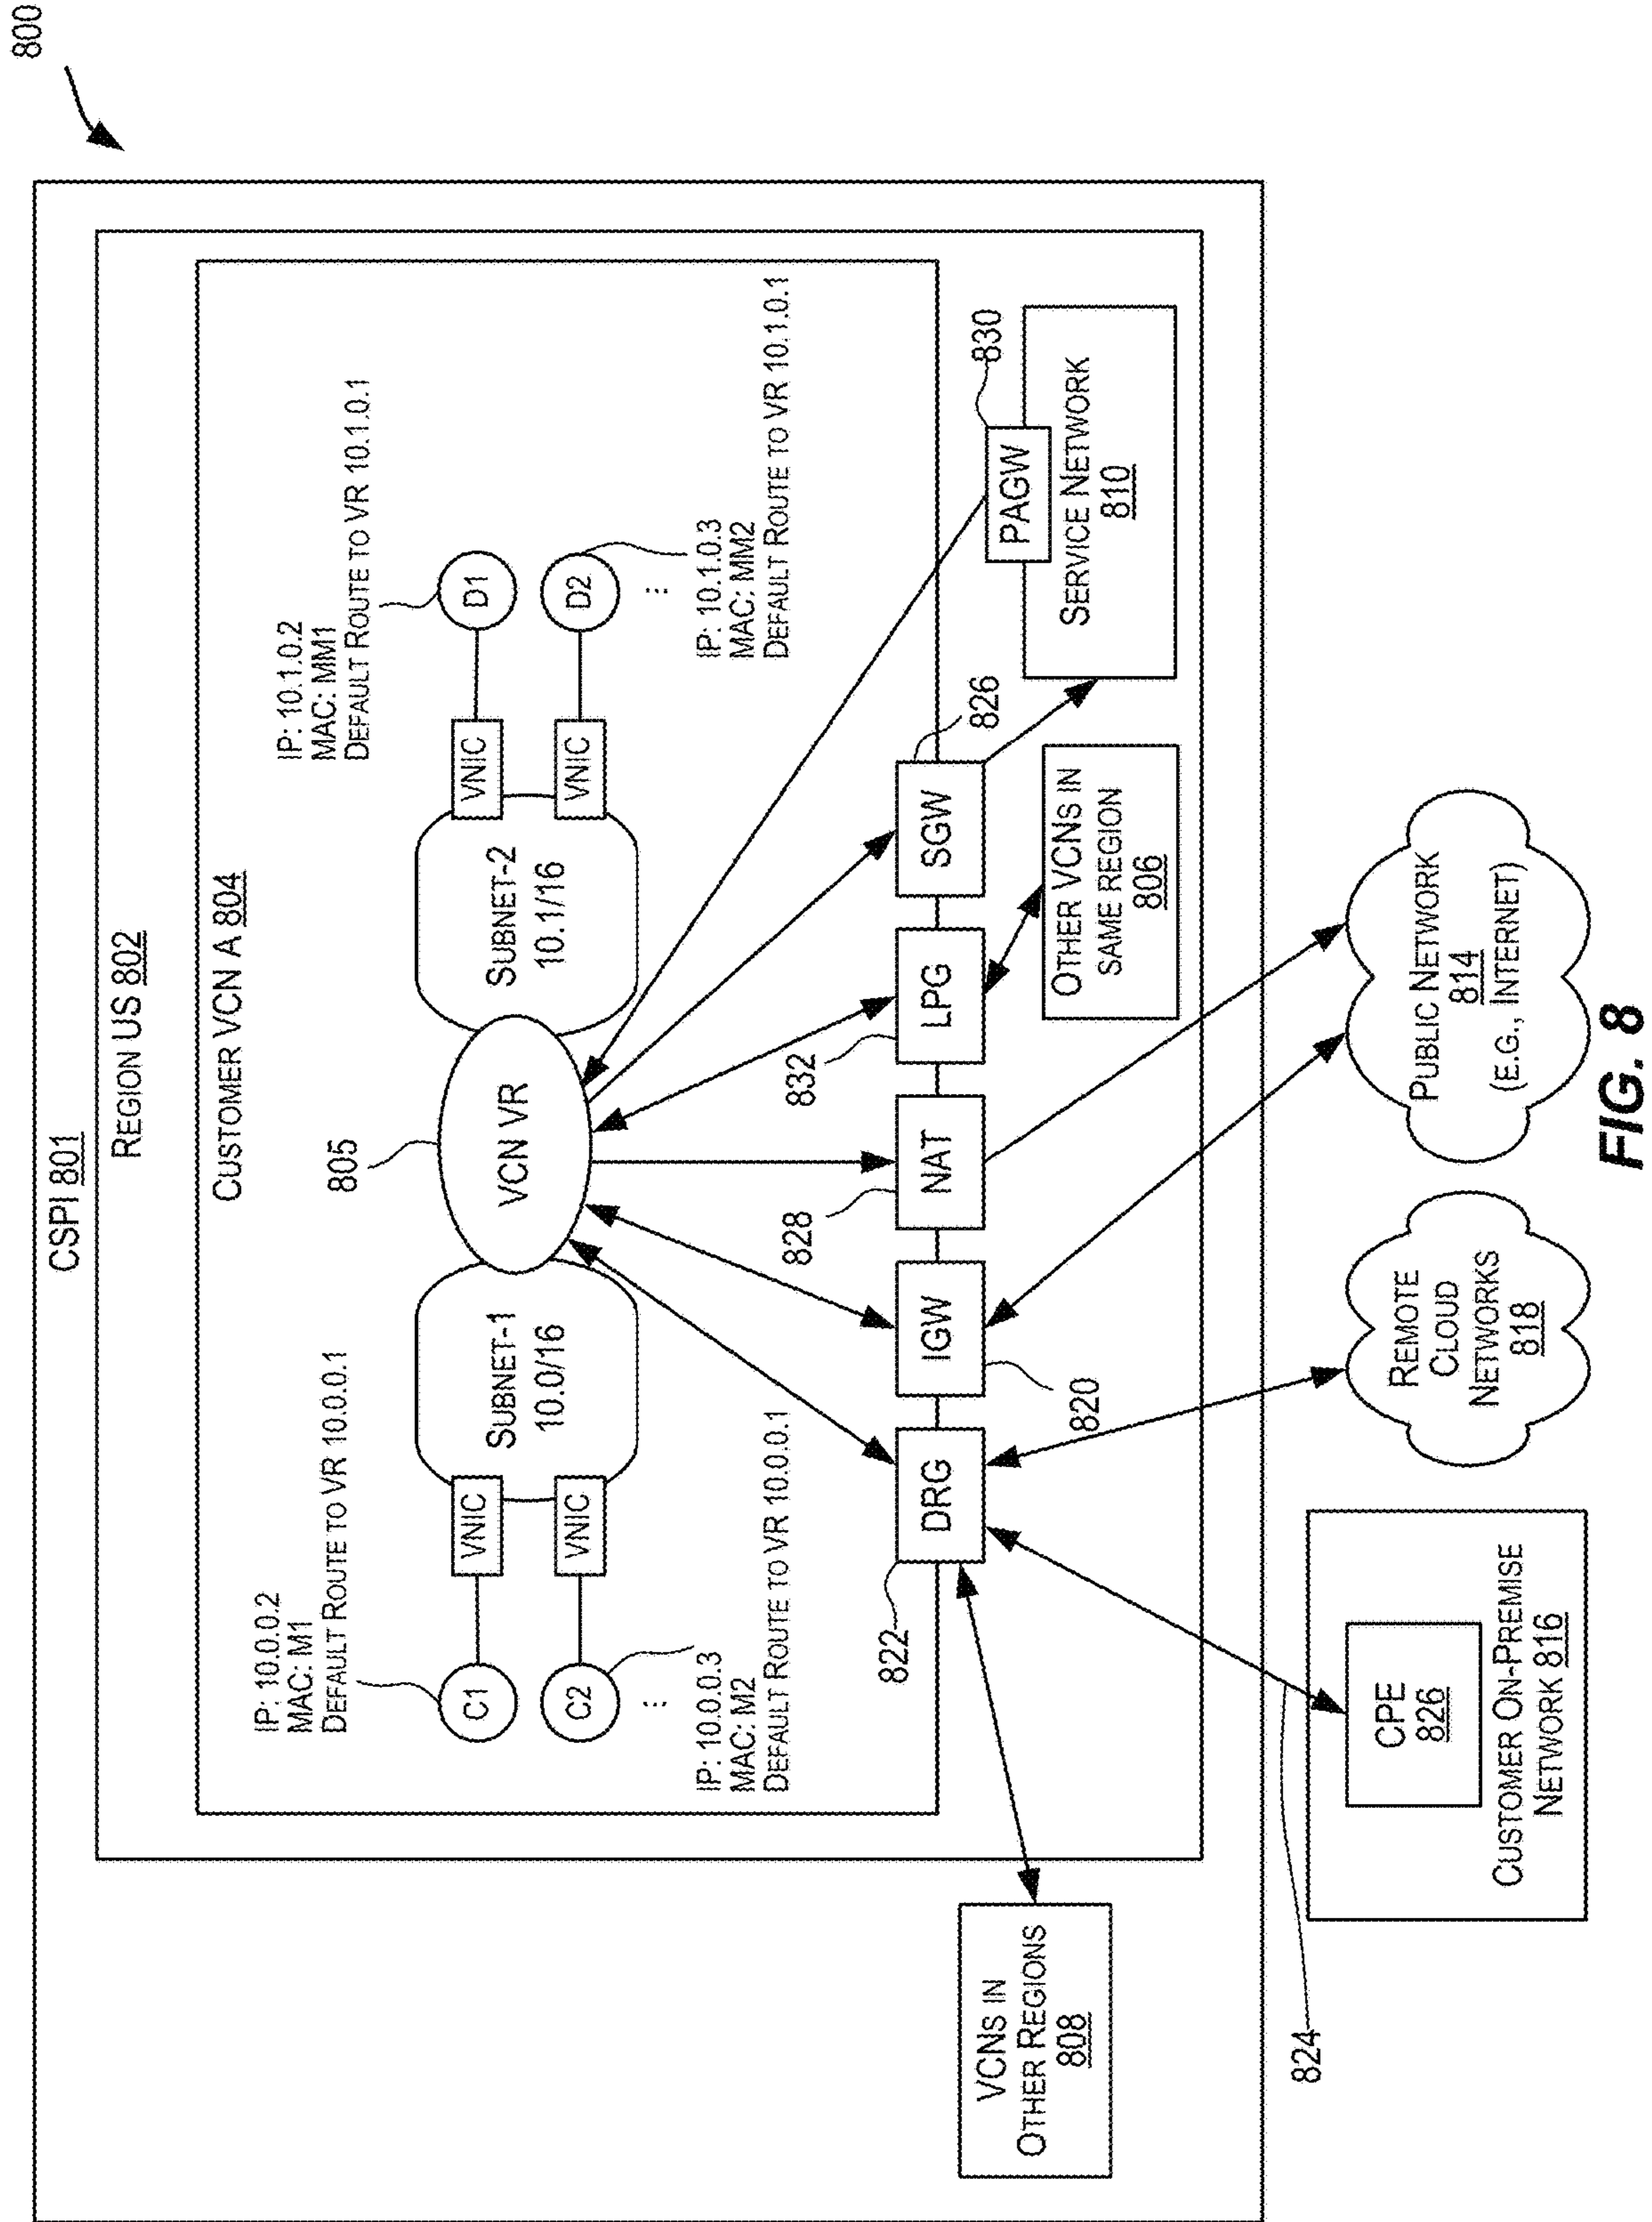 800
CSPI 801
REGION US 802
CUSTOMER VCN A 804
IP: 10.0.0.2
MAC: M1
DEFAULT ROUTE TO VR 10.0.0.1
805
IP: 10.1.0.2
MAC: MM1
DEFAULT ROUTE TO VR 10.1.0.1
C1
VNIC
C2
VNIC
⋮
SUBNET-1
10.0/16
VCN VR
SUBNET-2
10.1/16
VNIC
D1
VNIC
D2
⋮
IP: 10.0.0.3
MAC: M2
DEFAULT ROUTE TO VR 10.0.0.1
IP: 10.1.0.3
MAC: MM2
DEFAULT ROUTE TO VR 10.1.0.1
822
DRG
IGW
820
828
NAT
832
LPG
SGW
826
830
PAGW
SERVICE NETWORK
810
OTHER VCNS IN
SAME REGION
806
VCNS IN
OTHER REGIONS
808
824
CPE
826
CUSTOMER ON-PREMISE
NETWORK 816
REMOTE
CLOUD
NETWORKS
818
PUBLIC NETWORK
814
(E.G., INTERNET)
FIG. 8